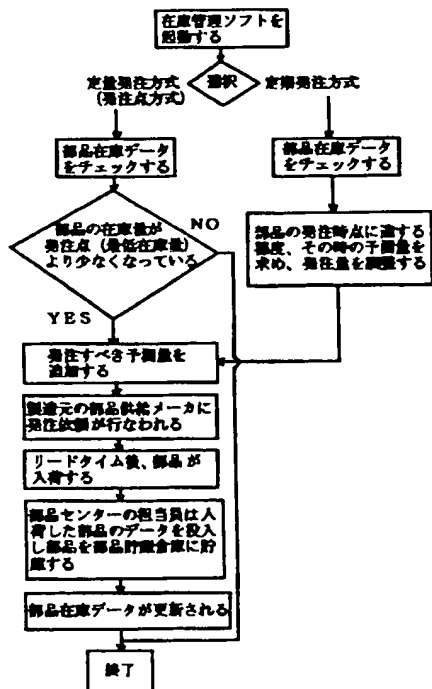 在庫管理ソフトを
起動する
選択
定量発注方式
(発注点方式)
定期発注方式
部品在庫データ
をチェックする
部品在庫データ
をチェックする
部品の在庫量が
発注点(最低在庫量)
より少なくなっている
NO
YES
部品の発注時点に達する
都度、その時の予測量を
求め、発注量を調整する
発注すべき予測量を
追加する
製造元の部品供給メーカに
発注依頼が行なわれる
リードタイム後、部品が
入荷する
部品センターの担当員は入
荷した部品のデータを投入
し部品を部品貯蔵倉庫に貯
蔵する
部品在庫データが更新される
終了